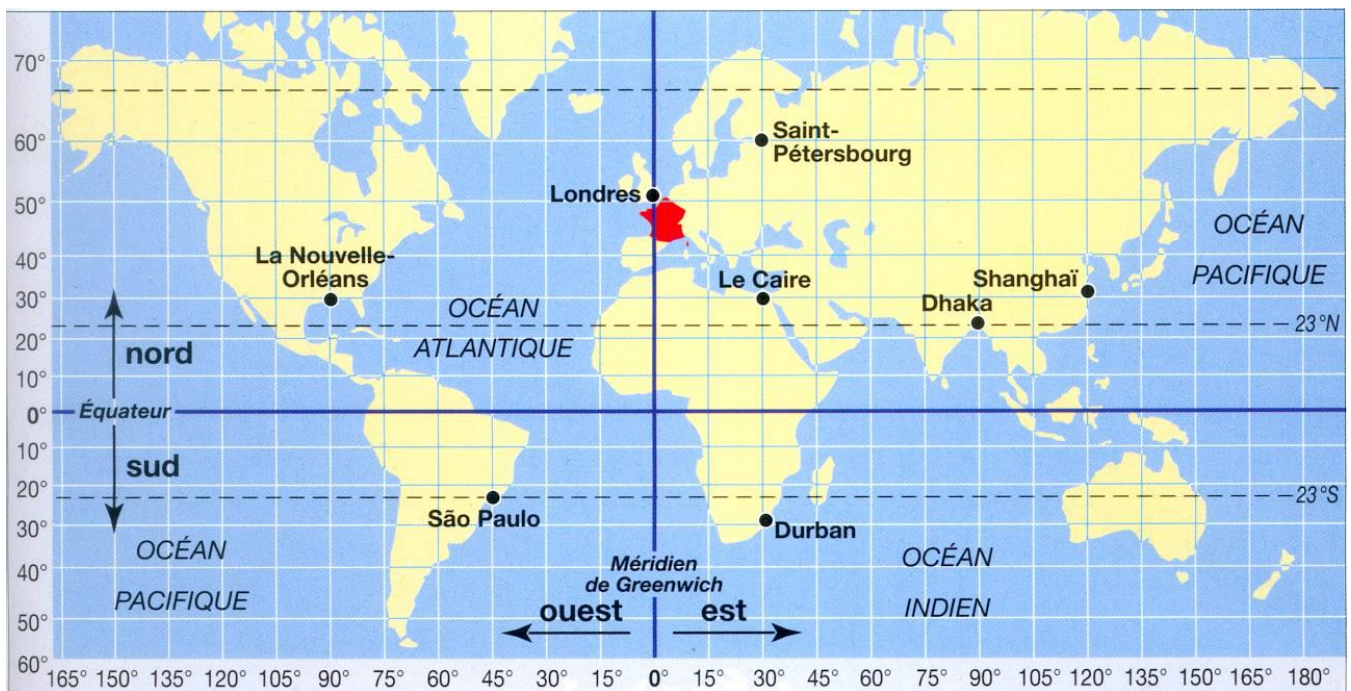 70°
60°
Saint-
Pétersbourg
Londres
50°
OCÉAN
PACIFIQUE
40°
La Nouvelle-
Orléans
Le Caire
Shanghaï
Dhaka
30°
OCÉAN
ATLANTIQUE
23°N
nord
20°
10°
0°
Équateur
10°
sud
20°
23°S
São Paulo
Durban
30°
OCÉAN
PACIFIQUE
Méridien
de Greenwich
OCÉAN
INDIEN
40°
ouest
est
50°
60°
165° 150° 135° 120° 105° 90° 75° 60° 45° 30° 15° 0° 15° 30° 45° 60° 75° 90° 105° 120° 135° 150° 165° 180°